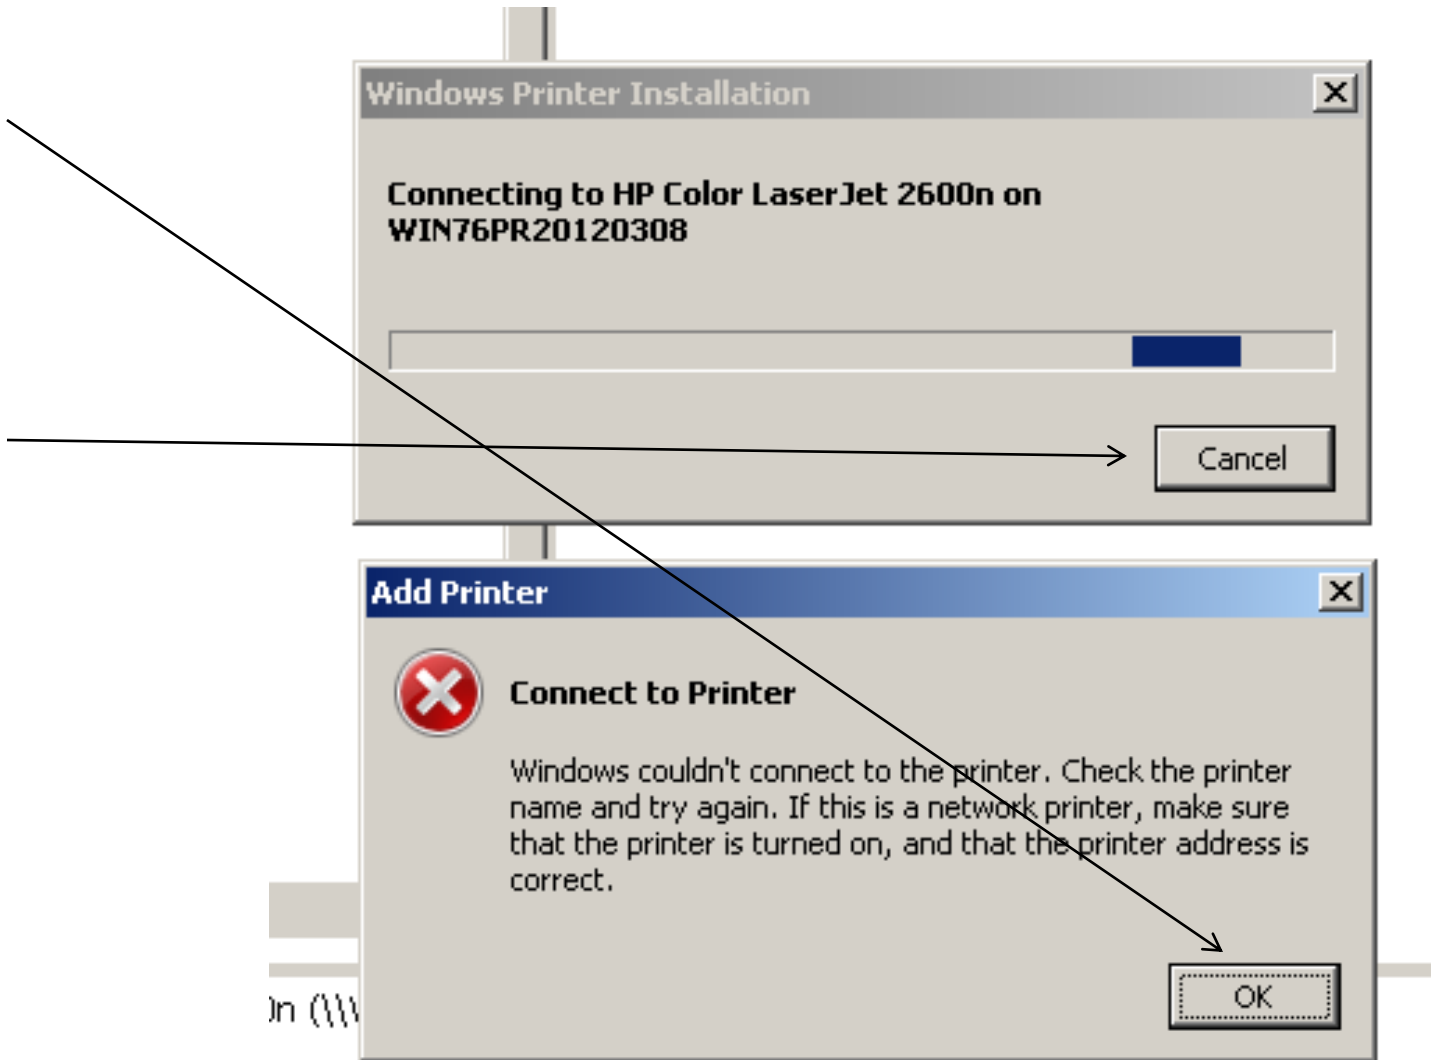 Windows Printer Installation
Connecting to HP Color LaserJet 2600n on
WIN76PR20120308
Cancel
Add Printer
Connect to Printer
Windows couldn't connect to the printer. Check the printer
name and try again. If this is a network printer, make sure
that the printer is turned on, and that the printer address is
correct.
OK